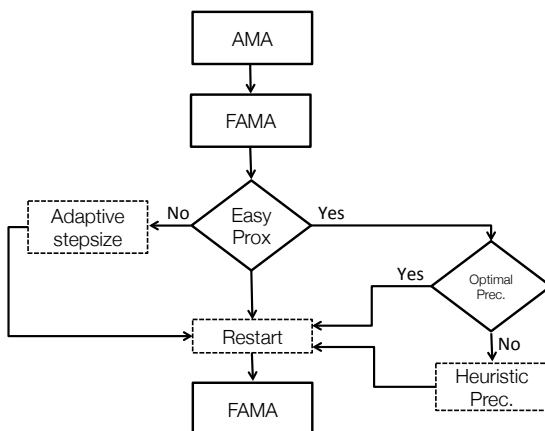 AMA
FAMA
Easy
Prox
No
Yes
Adaptive
stepsize
Optimal
Prec.
Yes
No
Restart
Heuristic
Prec.
FAMA